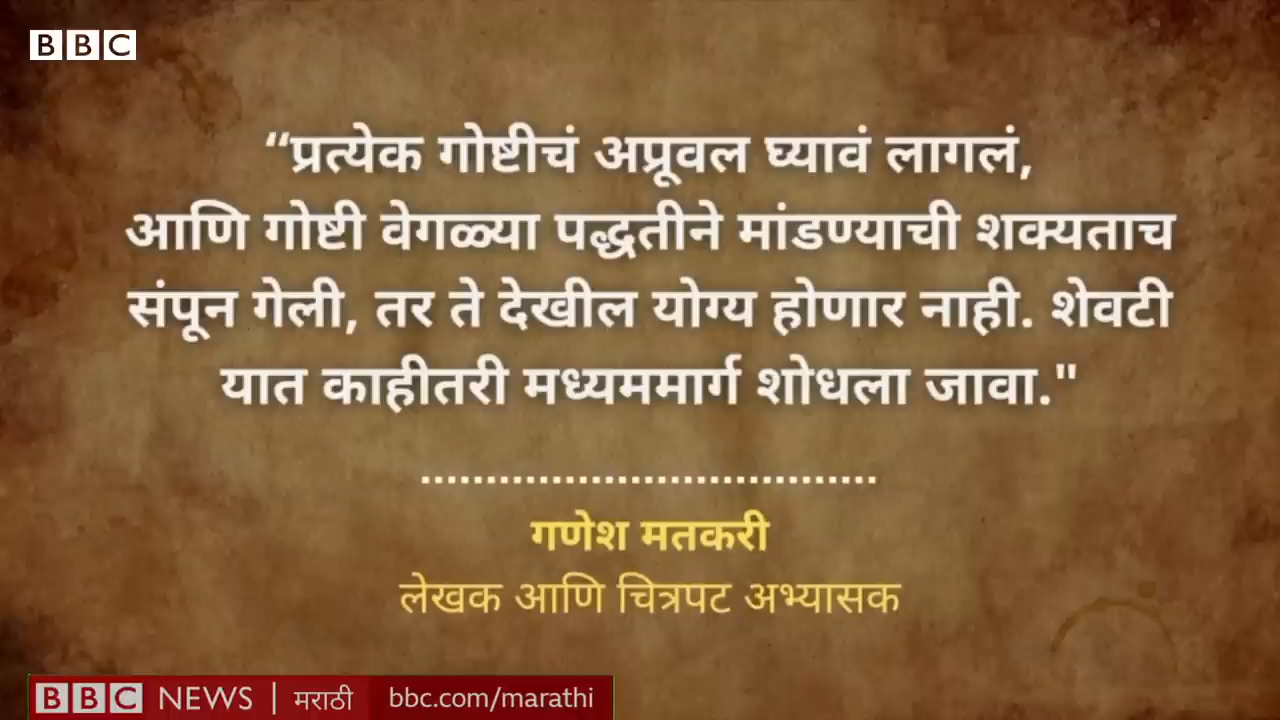 BBC
“प्रत्येक गोष्टीचं अप्रूवल घ्यावं लागलं,
आणि गोष्टी वेगळ्या पद्धतीने मांडण्याची शक्यताच
संपून गेली, तर ते देखील योग्य होणार नाही. शेवटी
यात काहीतरी मध्यममार्ग शोधला जावा."
..................................
गणेश मतकरी
लेखक आणि चित्रपट अभ्यासक
BBC NEWS | मराठी bbc.com/marathi